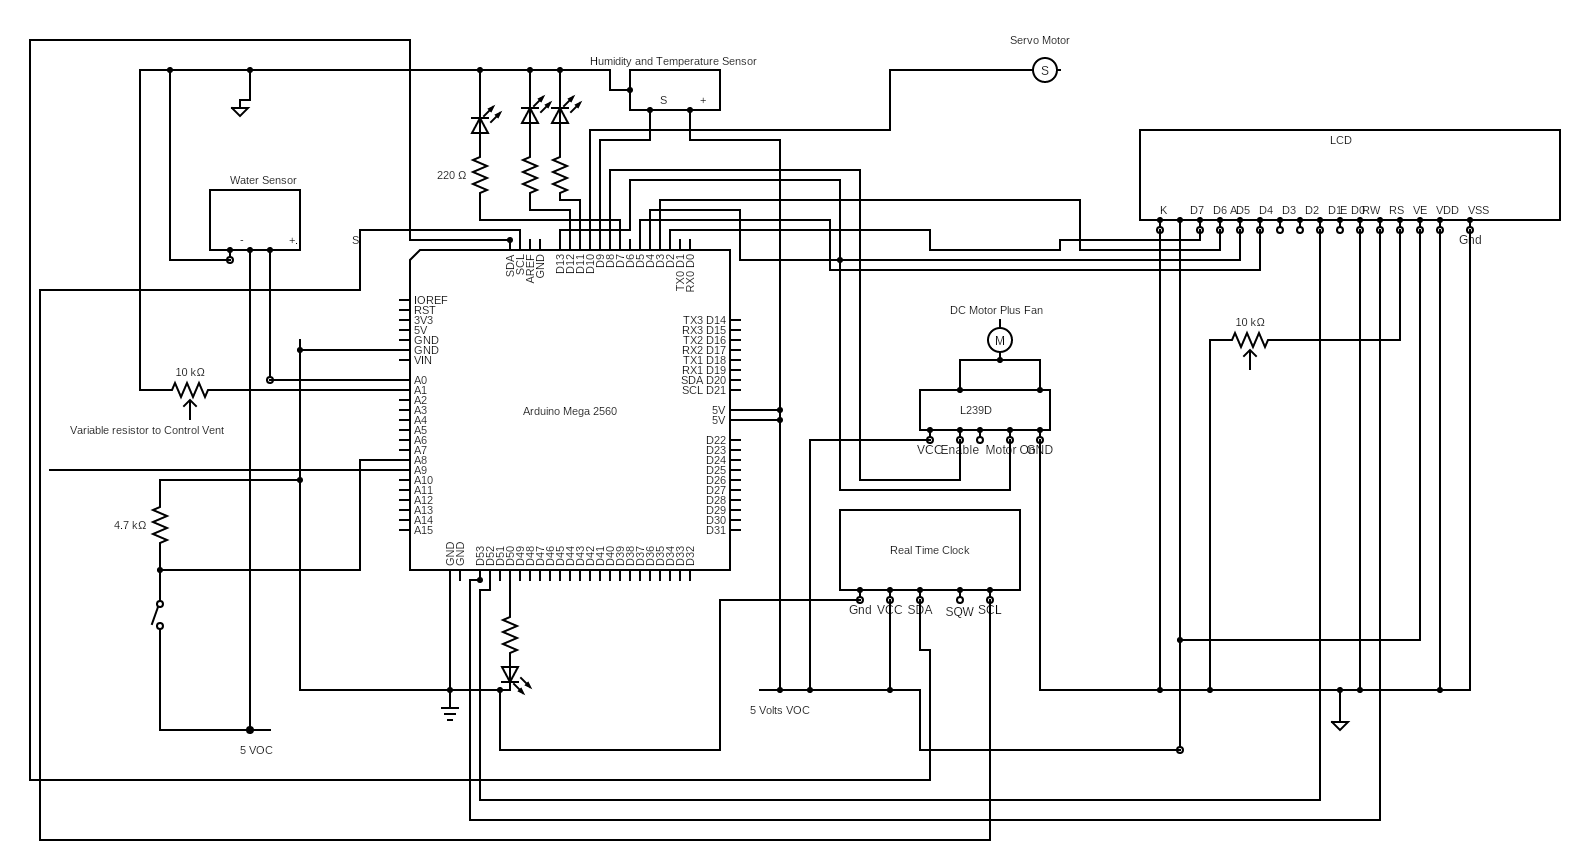 Servo Motor
S
Humidity and Temperature Sensor
S +
LCD
K D7 D6 A D5 D4 D3 D2 D1 E D0 RW RS VE VDD VSS
Gnd
220 Ω
Water Sensor
- +.
S
SDA SCL AREF GND D13 D12 D11 D10 D9 D8 D7 D6 D5 D4 D3 D2 TX0 D1 RX0 D0
IOREF
RST
3V3
5V
GND
GND
VIN
A0
A1
A2
A3
A4
A5
A6
A7
A8
A9
A10
A11
A12
A13
A14
A15
Arduino Mega 2560
TX3 D14
RX3 D15
TX2 D16
RX2 D17
TX1 D18
RX1 D19
SDA D20
SCL D21
5V
5V
D22
D23
D24
D25
D26
D27
D28
D29
D30
D31
GND GND D53 D52 D51 D50 D49 D48 D47 D46 D45 D44 D43 D42 D41 D40 D39 D38 D37 D36 D35 D34 D33 D32
10 kΩ
Variable resistor to Control Vent
4.7 kΩ
5 VOC
DC Motor Plus Fan
M
L239D
VCC Enable Motor On GND
10 kΩ
Real Time Clock
Gnd VCC SDA SQW SCL
5 Volts VOC